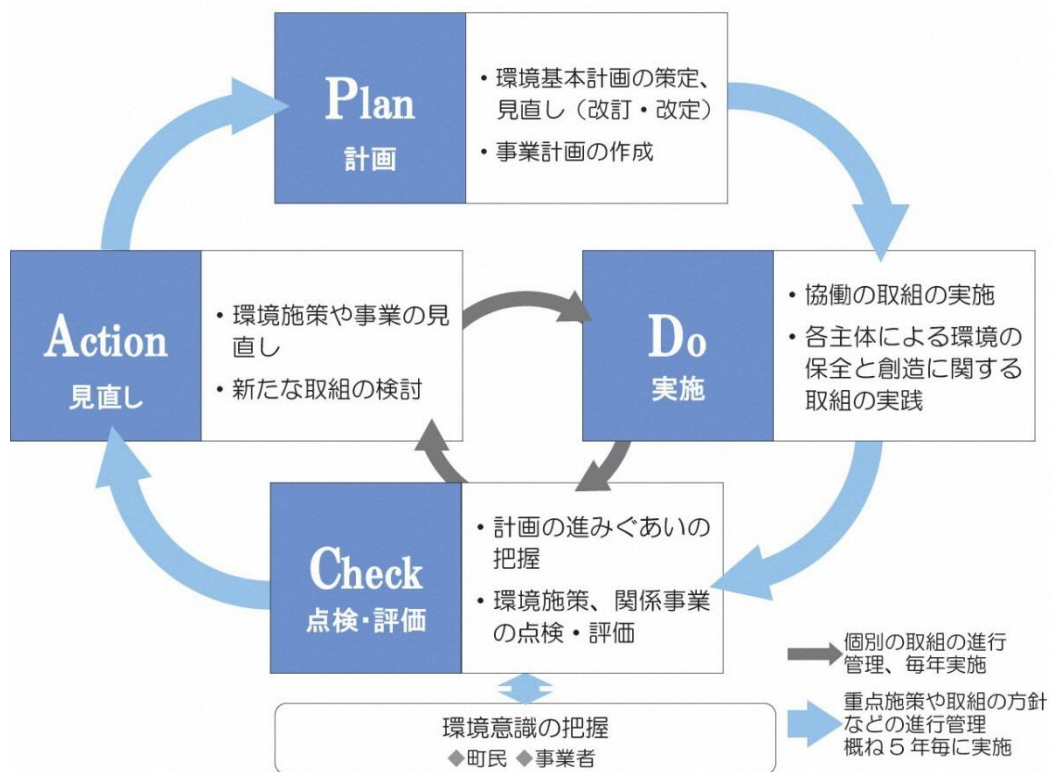 Plan
計画
・環境基本計画の策定、
見直し（改訂・改定）
・事業計画の作成
Action
見直し
・環境施策や事業の見
直し
・新たな取組の検討
Do
実施
・協働の取組の実施
・各主体による環境の
保全と創造に関する
取組の実践
Check
点検・評価
・計画の進みぐあいの
把握
・環境施策、関係事業
の点検・評価
個別の取組の進行
管理、毎年実施
重点施策や取組の方針
などの進行管理
概ね５年毎に実施
環境意識の把握
◆町民 ◆事業者